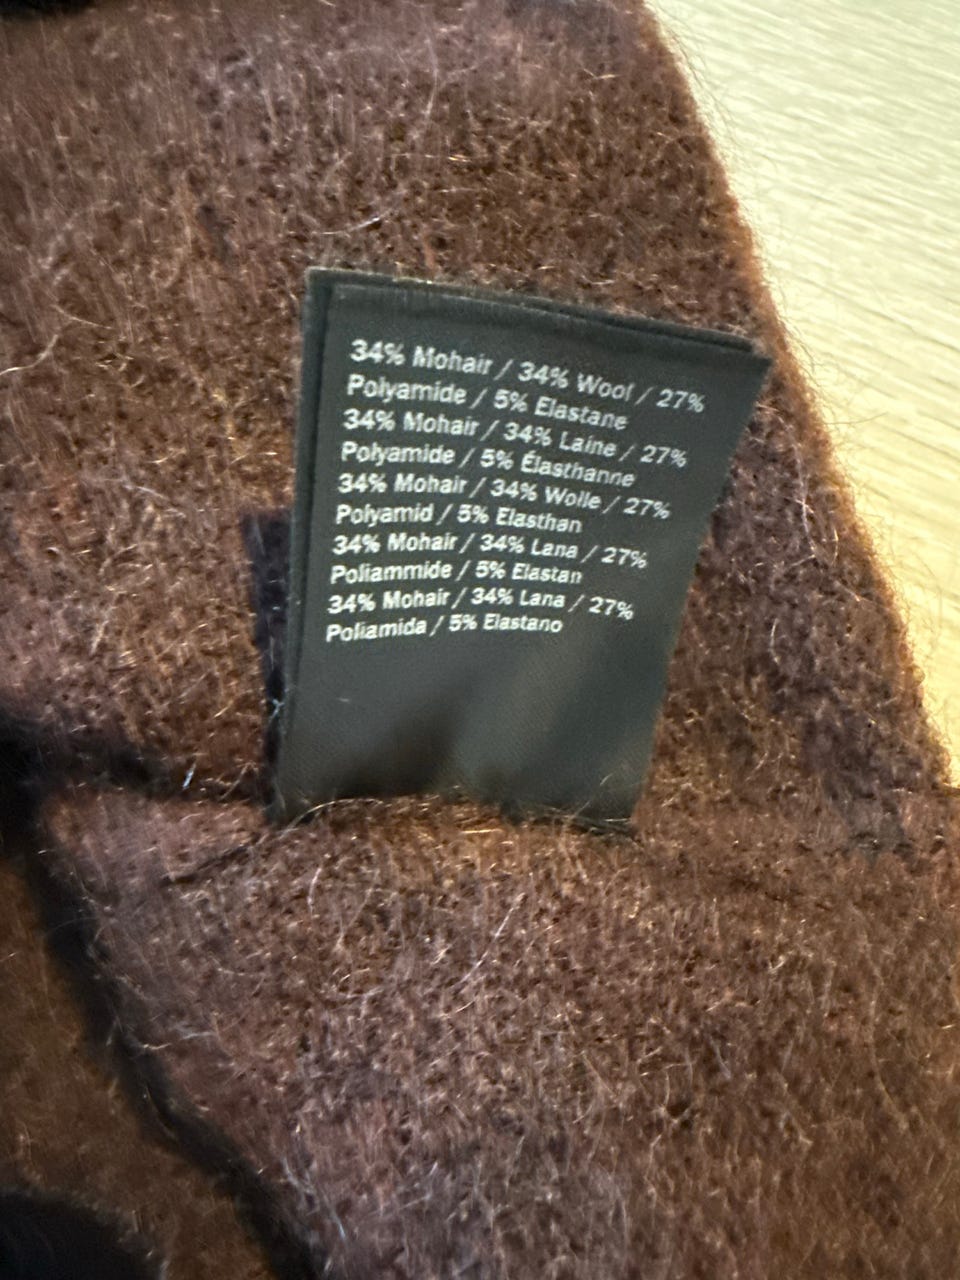 34% Mohair / 34% Wool / 27%
Polyamide / 5% Elastane
34% Mohair / 34% Laine / 27%
Polyamide / 5% Élasthanne
34% Mohair / 34% Wolle / 27%
Polyamid / 5% Elasthan
34% Mohair / 34% Lana / 27%
Poliammide / 5% Elastan
34% Mohair / 34% Lana / 27%
Poliamida / 5% Elastano